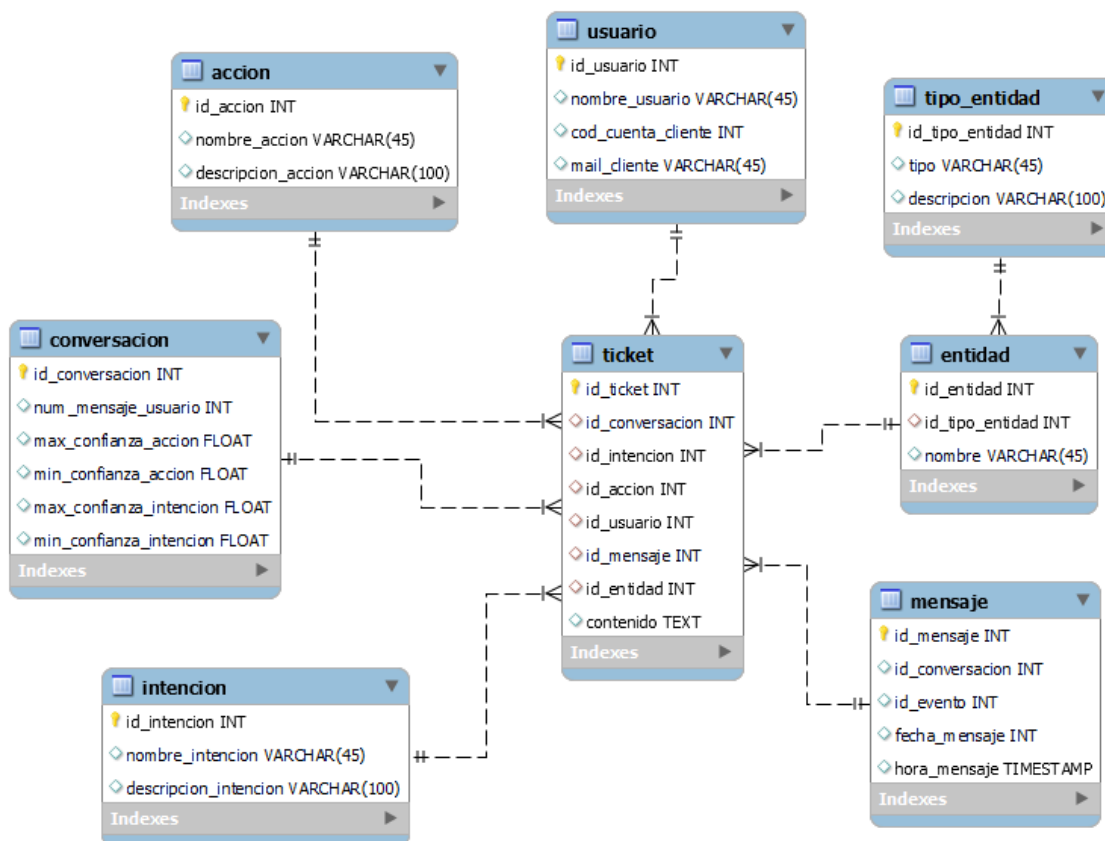 accion
id_accion INT
nombre_accion VARCHAR(45)
descripcion_accion VARCHAR(100)
Indexes
usuario
id_usuario INT
nombre_usuario VARCHAR(45)
cod_cuenta_cliente INT
mail_cliente VARCHAR(45)
Indexes
tipo_entidad
id_tipo_entidad INT
tipo VARCHAR(45)
descripcion VARCHAR(100)
Indexes
conversacion
id_conversacion INT
num_mensaje_usuario INT
max_confianza_accion FLOAT
min_confianza_accion FLOAT
max_confianza_intencion FLOAT
min_confianza_intencion FLOAT
Indexes
ticket
id_ticket INT
id_conversacion INT
id_intencion INT
id_accion INT
id_usuario INT
id_mensaje INT
id_entidad INT
contenido TEXT
Indexes
entidad
id_entidad INT
id_tipo_entidad INT
nombre VARCHAR(45)
Indexes
intencion
id_intencion INT
nombre_intencion VARCHAR(45)
descripcion_intencion VARCHAR(100)
Indexes
mensaje
id_mensaje INT
id_conversacion INT
id_evento INT
fecha_mensaje INT
hora_mensaje TIMESTAMP
Indexes